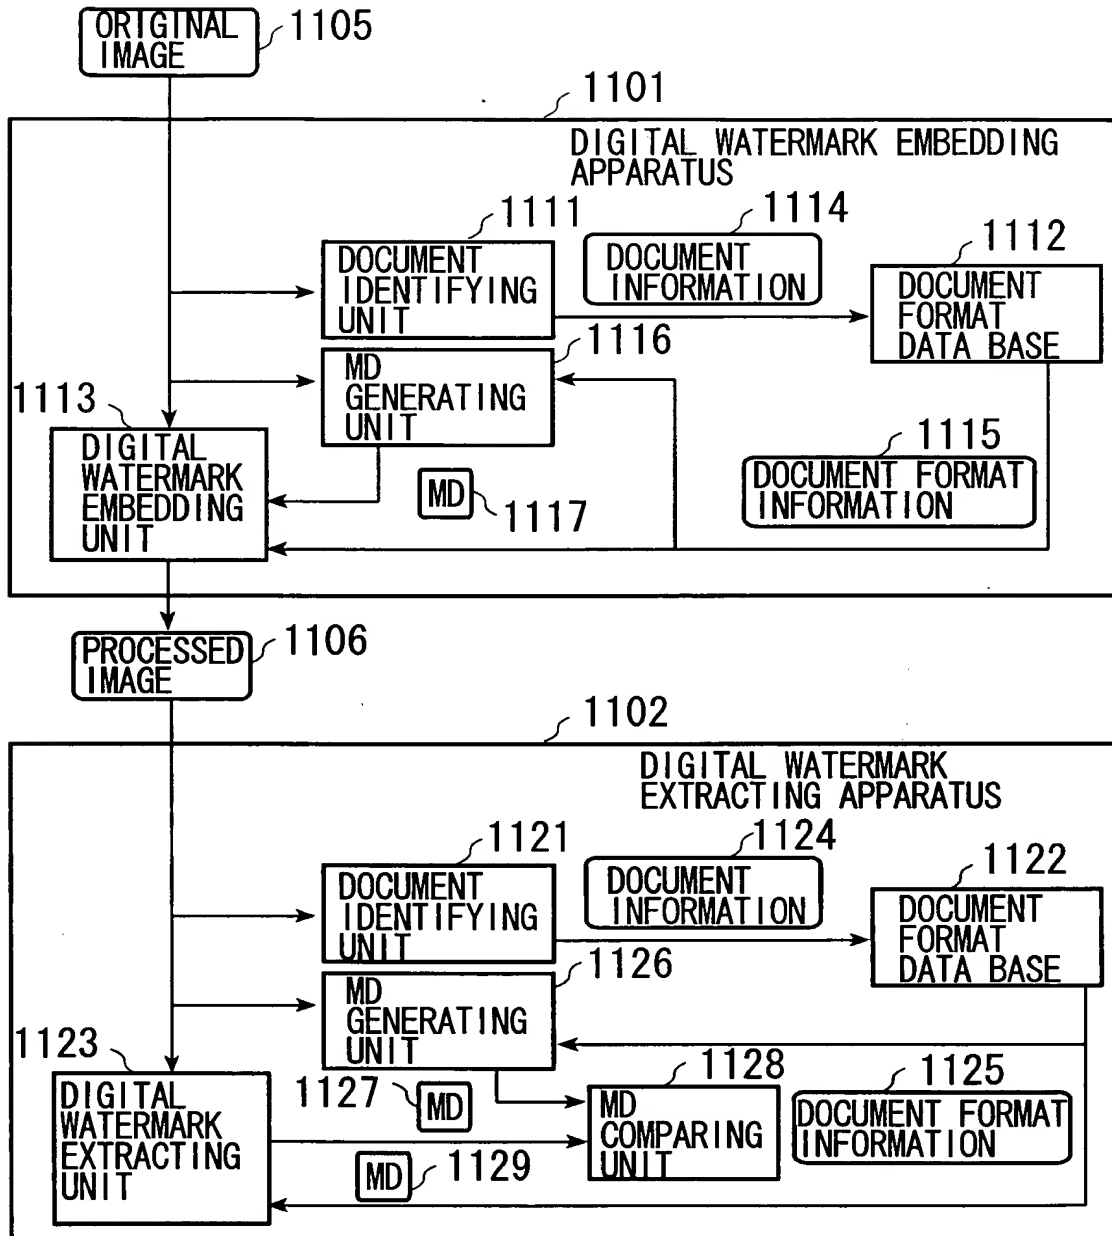 ORIGINAL
IMAGE
1105
1101
DIGITAL WATERMARK EMBEDDING
APPARATUS
1111
DOCUMENT
IDENTIFYING
UNIT
1114
DOCUMENT
INFORMATION
1112
DOCUMENT
FORMAT
DATA BASE
1116
MD
GENERATING
UNIT
1113
DIGITAL
WATERMARK
EMBEDDING
UNIT
MD
1117
1115
DOCUMENT FORMAT
INFORMATION
PROCESSED
IMAGE
1106
1102
DIGITAL WATERMARK
EXTRACTING APPARATUS
1121
DOCUMENT
IDENTIFYING
UNIT
1124
DOCUMENT
INFORMATION
1122
DOCUMENT
FORMAT
DATA BASE
1126
MD
GENERATING
UNIT
1123
DIGITAL
WATERMARK
EXTRACTING
UNIT
1127
MD
1128
MD
COMPARING
UNIT
1125
DOCUMENT FORMAT
INFORMATION
MD
1129